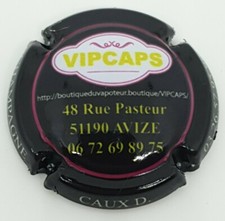 VIPCAPS
http://boutiqueduvapoteur.boutique/VIPCAPS/
48 Rue Pasteur
51190 AVIZE
06 72 69 89 75
CAUX D.